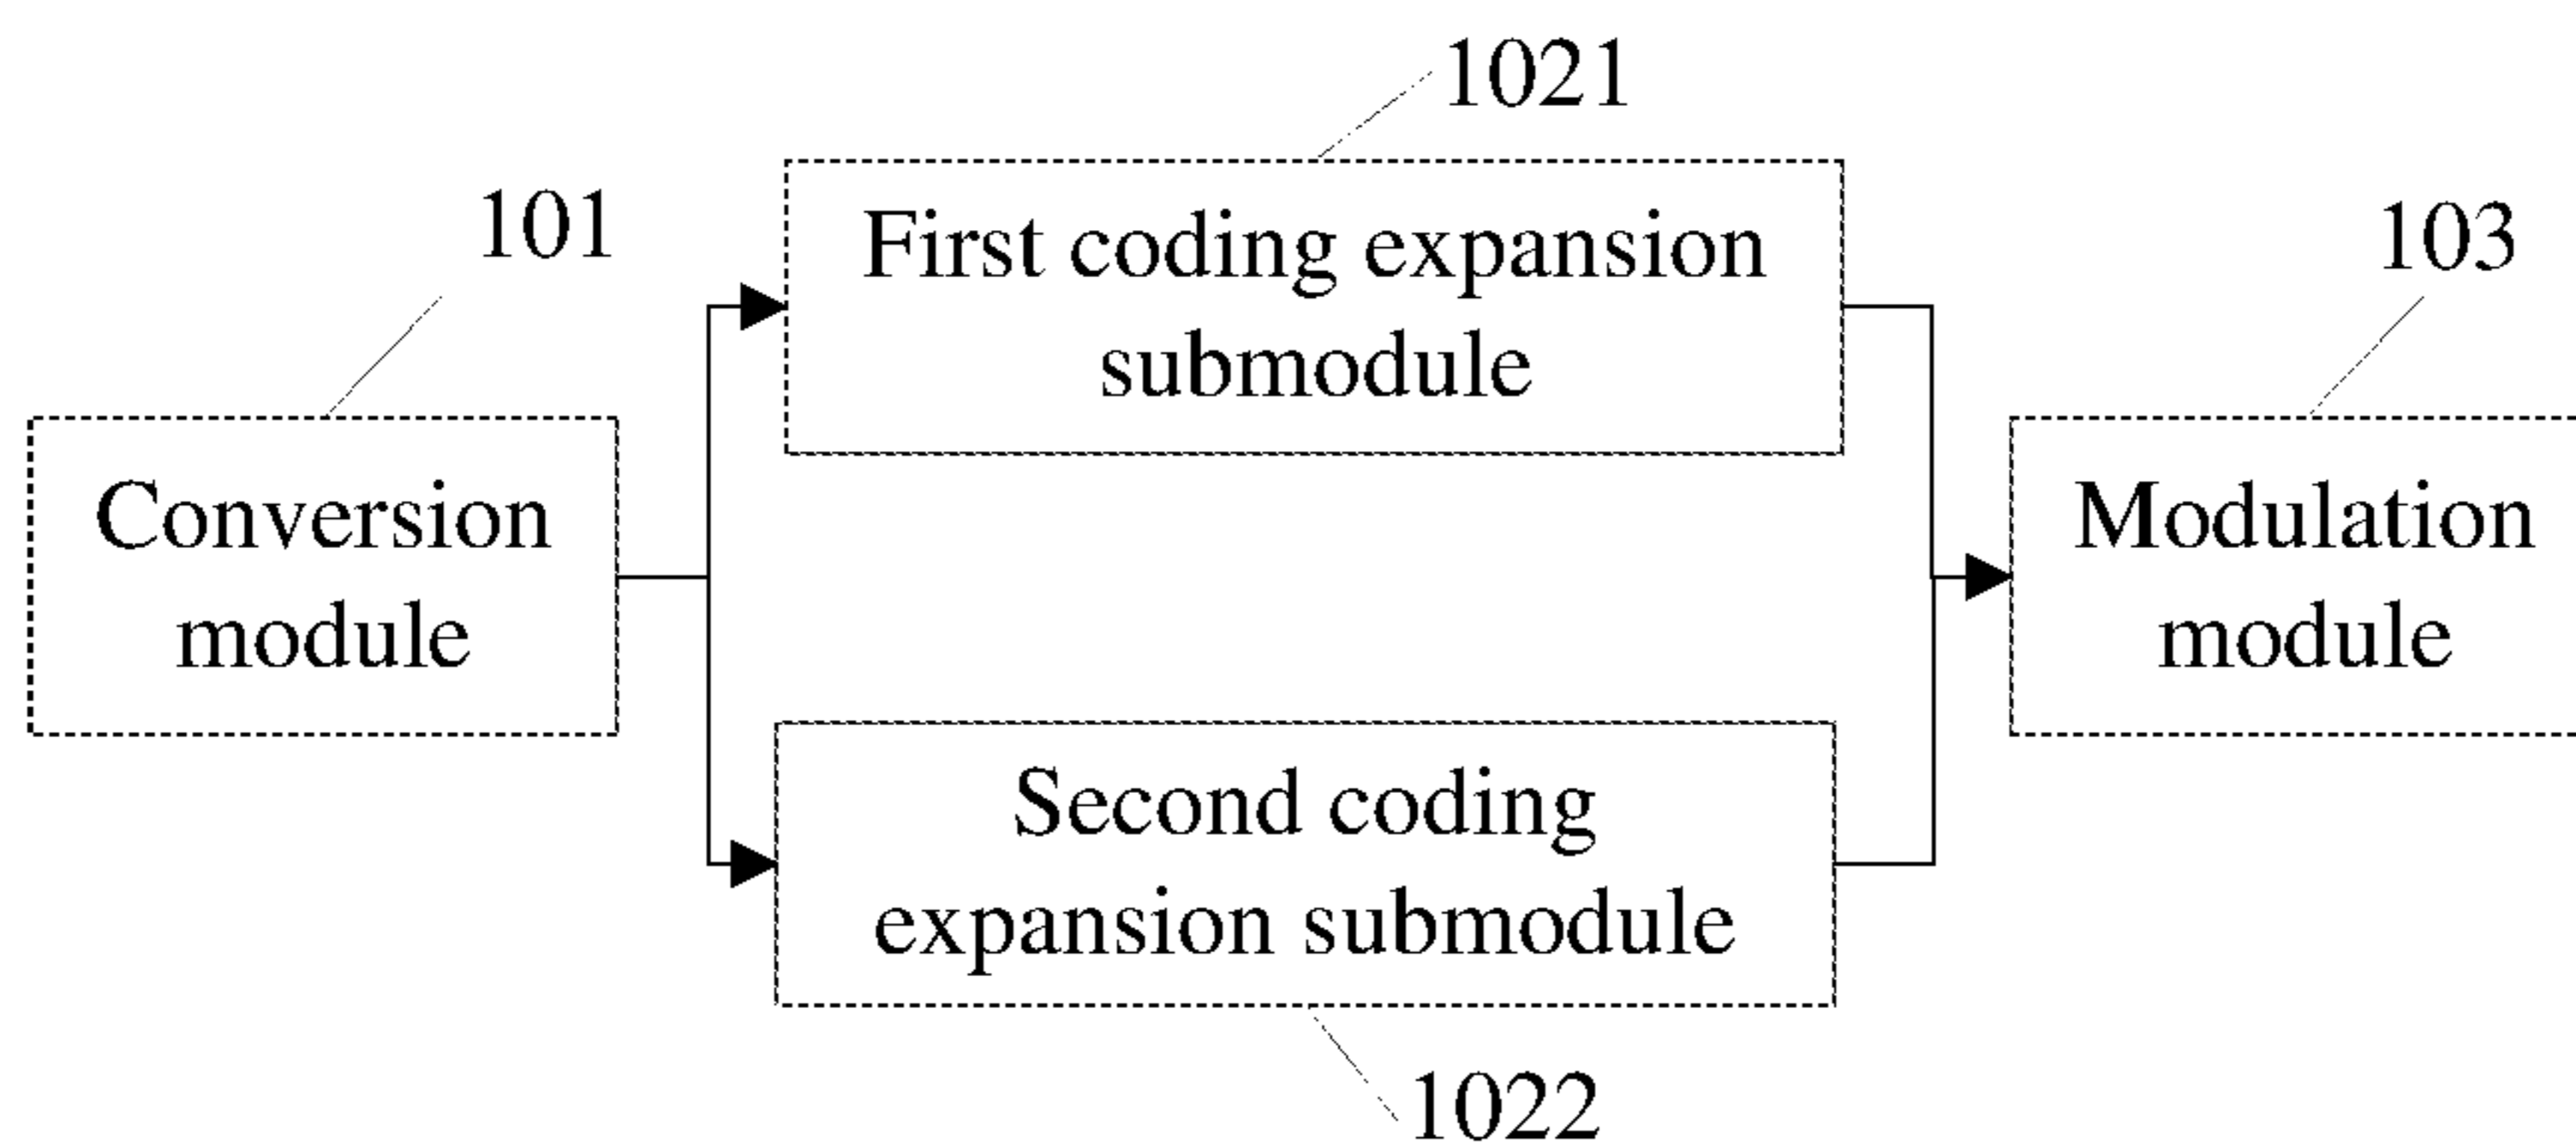 1021
First coding expansion
submodule
101
Conversion
module
103
Modulation
module
Second coding
expansion submodule
1022